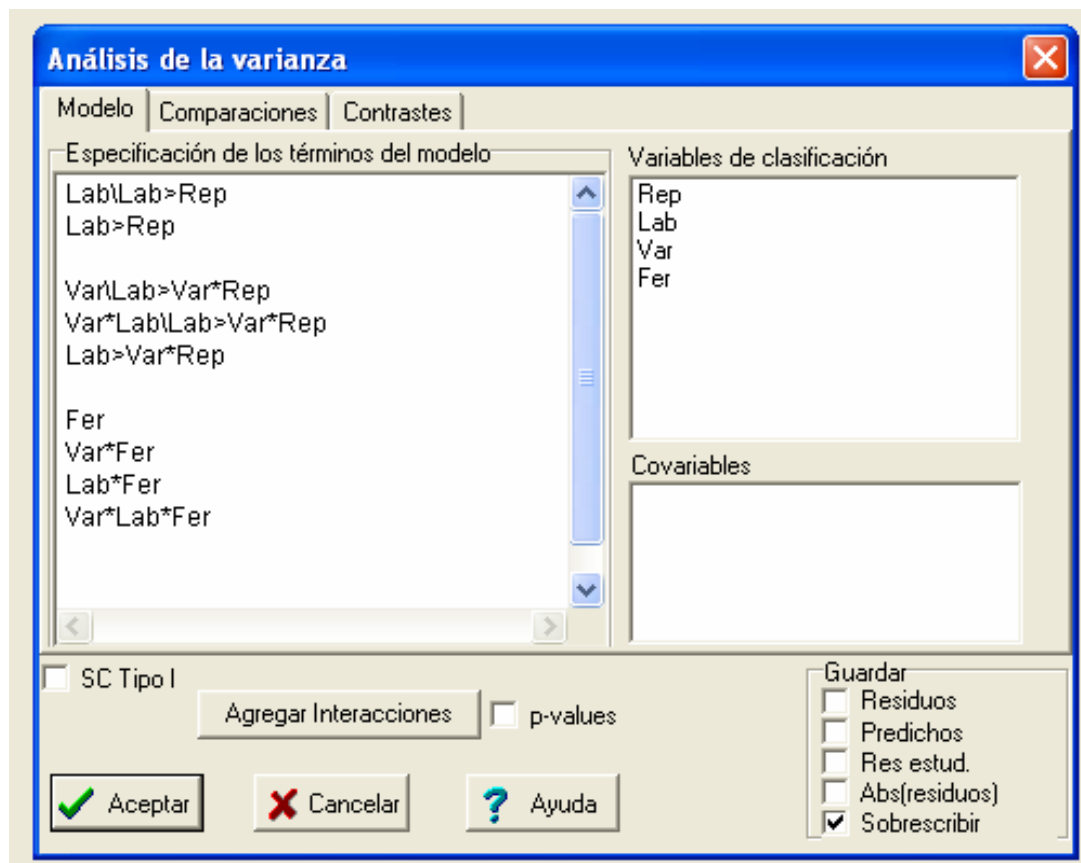 Análisis de la varianza
Modelo
Comparaciones
Contrastes
Especificación de los términos del modelo
Lab\Lab>Rep
Lab>Rep
Var\Lab>Var*Rep
Var*Lab\Lab>Var*Rep
Lab>Var*Rep
Fer
Var*Fer
Lab*Fer
Var*Lab*Fer
Variables de clasificación
Rep
Lab
Var
Fer
Covariables
SC Tipo I
Agregar Interacciones
p-values
Guardar
Residuos
Predichos
Res estud.
Abs(residuos)
Sobrescribir
Aceptar
Cancelar
Ayuda